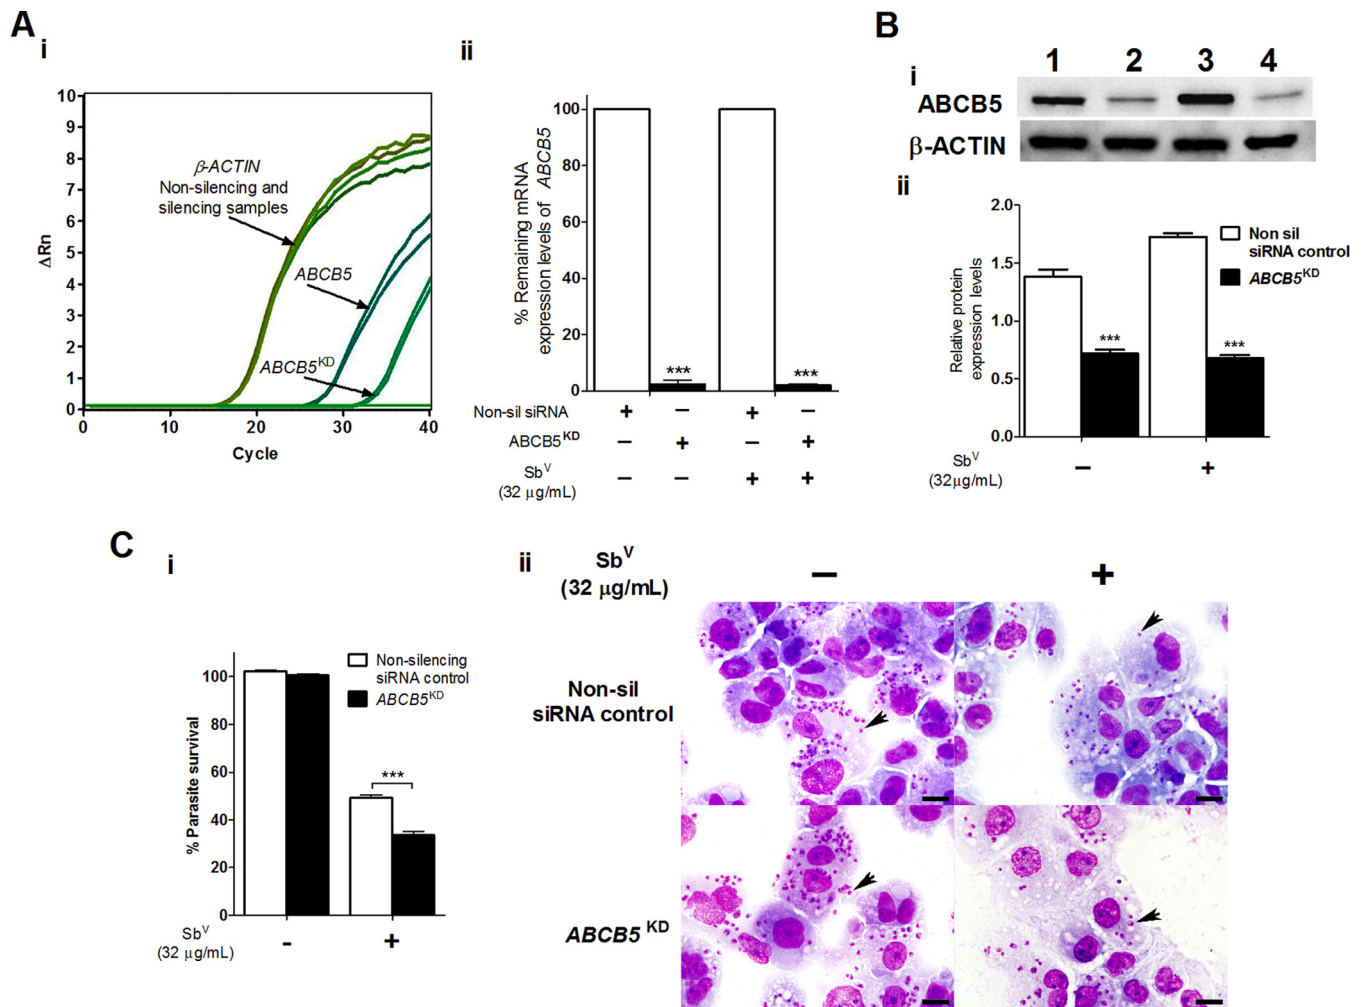 A
i
10
9
8
7
6
5
4
3
2
1
0
ΔRn
β-ACTIN
Non-silencing and
silencing samples
ABCB5
ABCB5KD
0 10 20 30 40
Cycle
ii
% Remaining mRNA
expression levels of ABCB5
100
80
60
40
20
0
*** ***
Non-sil siRNA + − + −
ABCB5KD − + − +
SbV
(32 µg/mL) − − + +
B
1 2 3 4
i
ABCB5
β-ACTIN
ii
Relative protein
expression levels
2.0
1.5
1.0
0.5
0.0
*** ***
Non sil
siRNA control
ABCB5KD
SbV
(32µg/mL) − +
C
i
% Parasite survival
100
80
60
40
20
0
***
Non-silencing
siRNA control
ABCB5KD
SbV
(32 µg/mL) - +
ii
SbV
(32 µg/mL) − +
Non-sil
siRNA control
ABCB5 KD